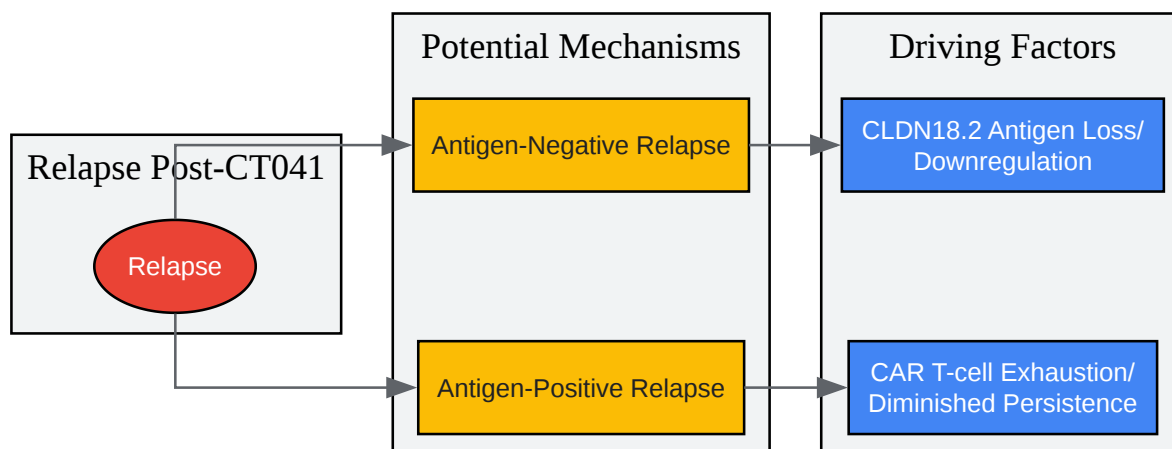 Relapse Post-CT041
Relapse
Potential Mechanisms
Antigen-Negative Relapse
Antigen-Positive Relapse
Driving Factors
CLDN18.2 Antigen Loss/
Downregulation
CAR T-cell Exhaustion/
Diminished Persistence